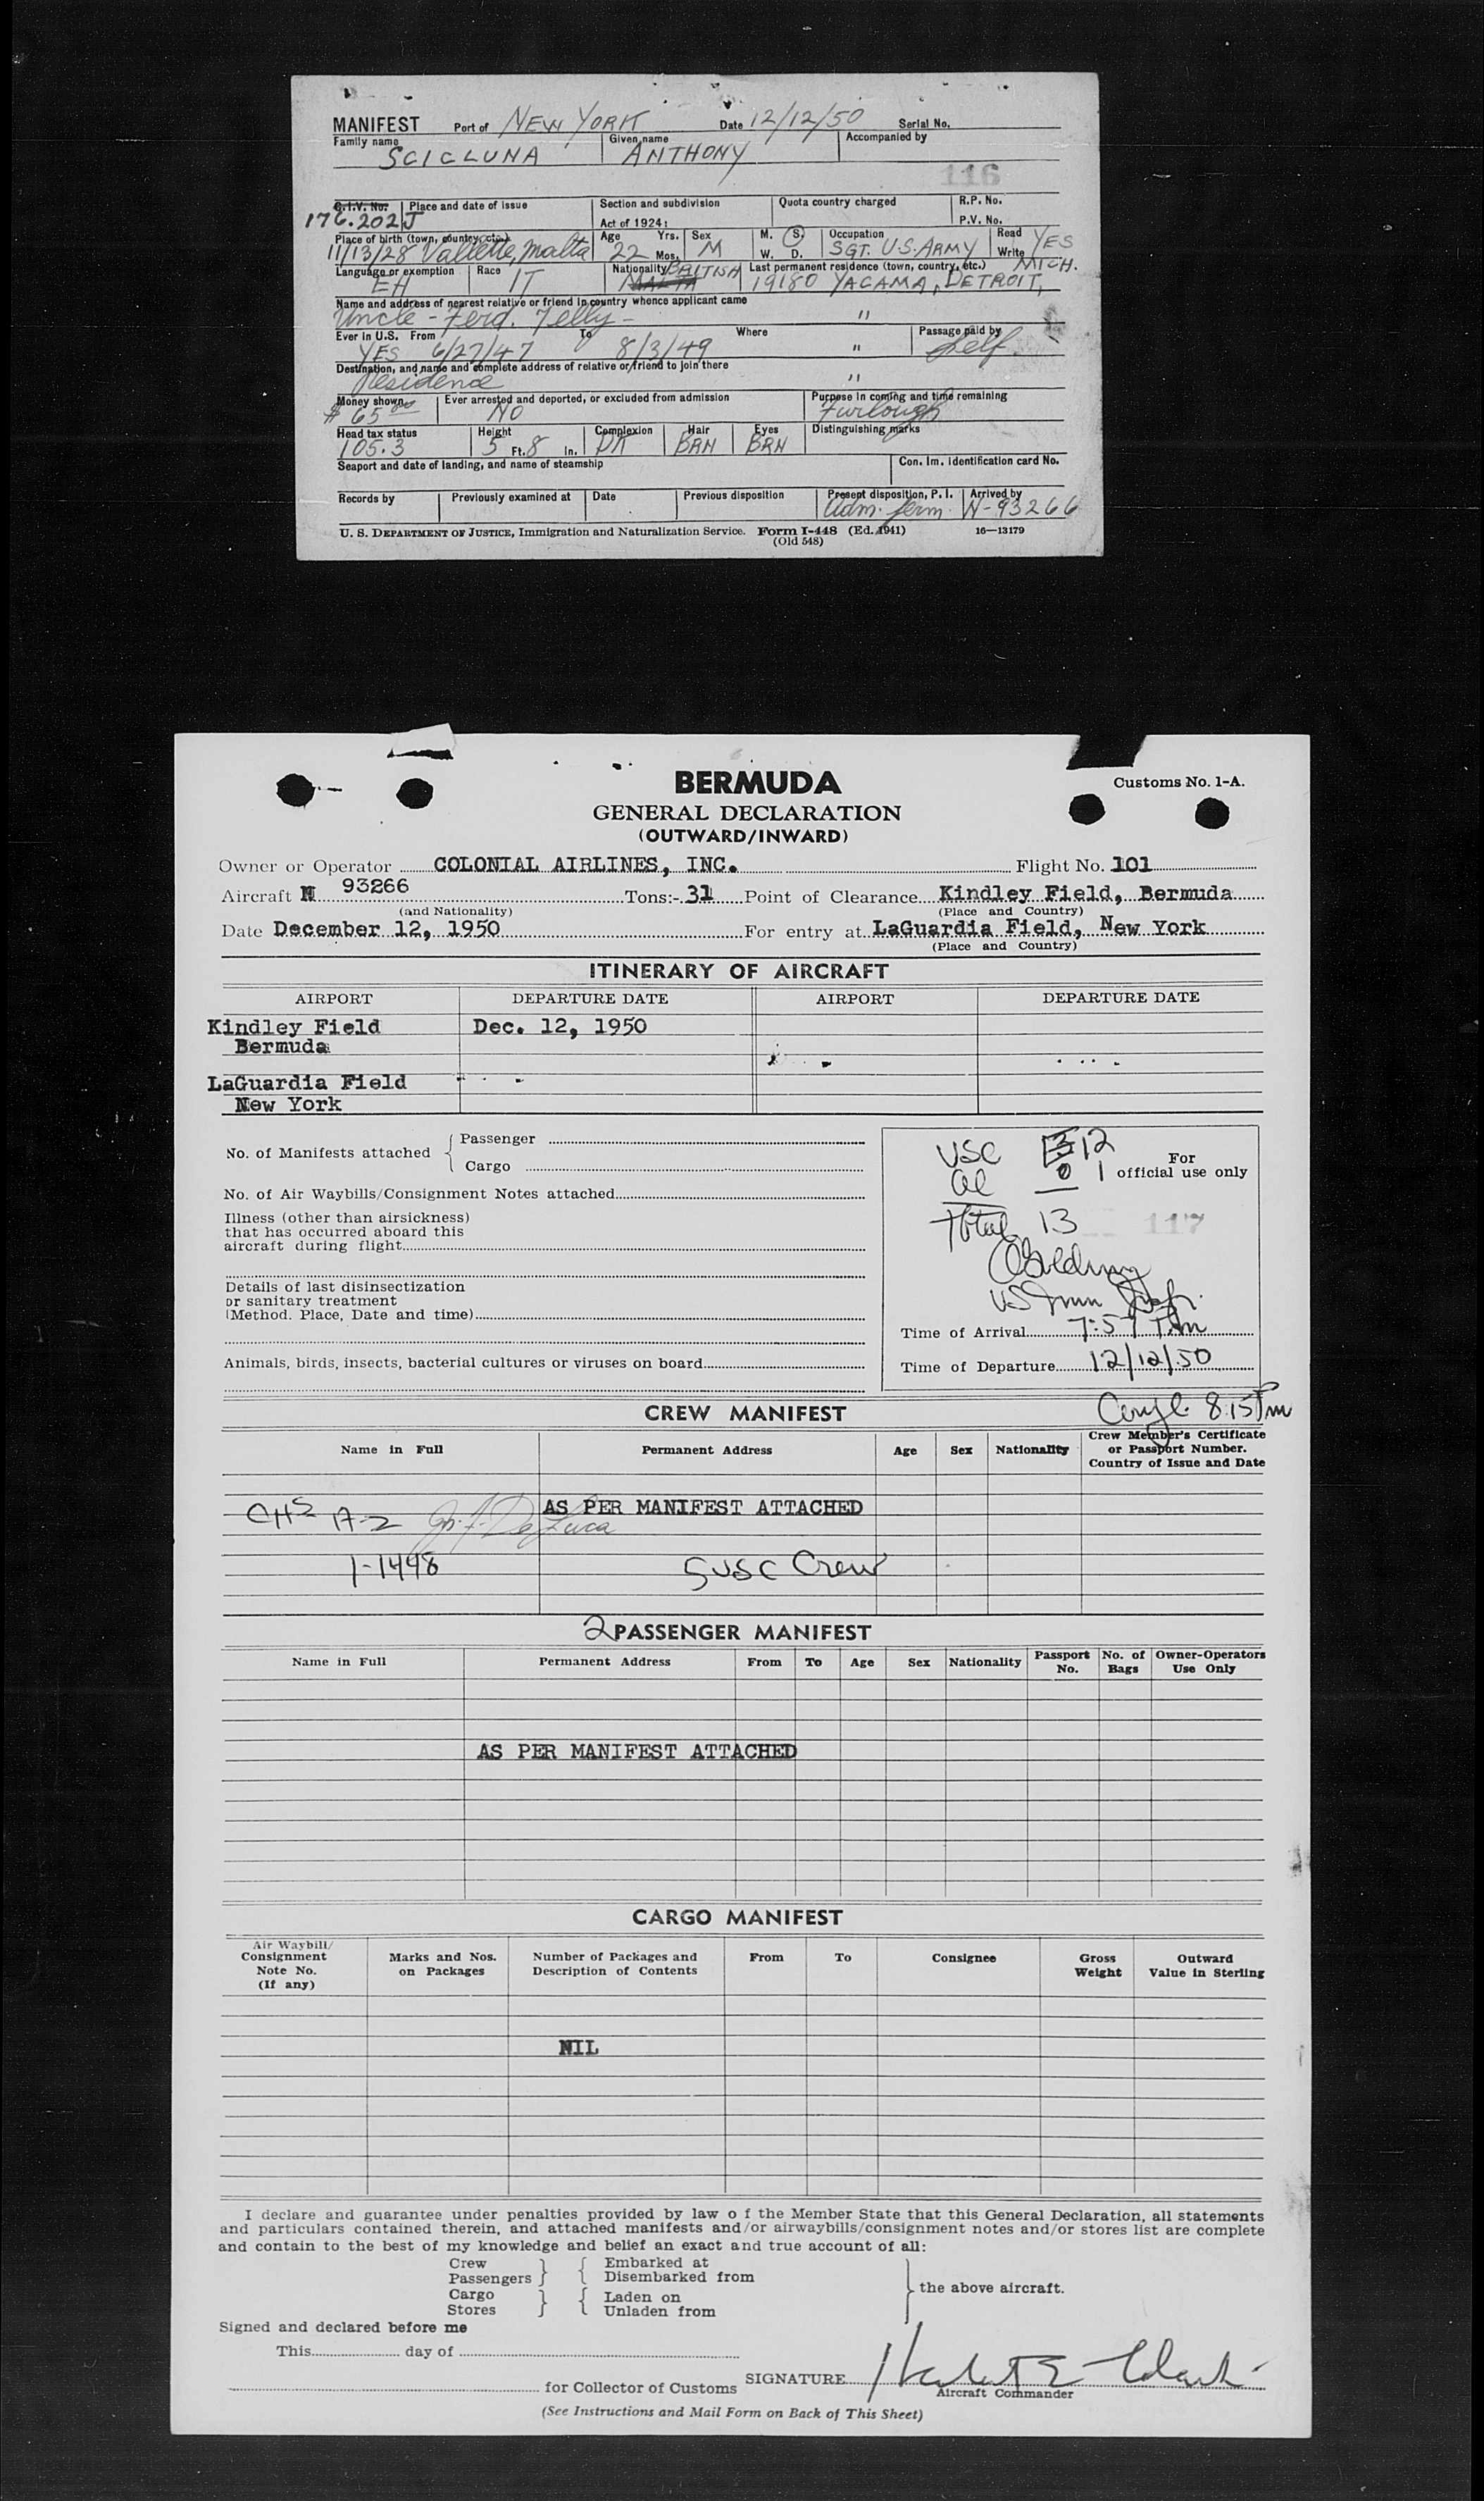 MANIFEST Port of NEW YORK Date 12/12/50 Serial No.
Family name Given name Accompanied by
SCICLUNA ANTHONY
116
Q.I.V. No. Place and date of issue Section and subdivision Quota country charged R.P. No.
176.202 J Act of 1924: P.V. No.
Place of birth (town, country, etc.) Age Yrs. Sex M. S. Occupation Read YES
11/13/28 Vallette, Malta 22 Mos. M W. D. SGT. U.S. ARMY Write
Language or exemption Race Nationality BRITISH Last permanent residence (town, country, etc.) MICH.
EH IT MALTA 19180 YACAMA, DETROIT,
Name and address of nearest relative or friend in country whence applicant came
Uncle - Ferd. Telly - "
Ever in U.S. From To Where Passage paid by
YES 6/27/47 8/3/49 " Self
Destination, and name and complete address of relative or friend to join there
Residence "
Money shown Ever arrested and deported, or excluded from admission Purpose in coming and time remaining
$ 65 00 NO Furlough
Head tax status Height Complexion Hair Eyes Distinguishing marks
105.3 5 Ft. 8 In. DK BRN BRN
Seaport and date of landing, and name of steamship Con. Im. identification card No.
Records by Previously examined at Date Previous disposition Present disposition, P. I. Arrived by
Adm. Perm. N-93266
U. S. DEPARTMENT OF JUSTICE, Immigration and Naturalization Service. Form I-448 (Ed. 1941) 16—13179
(Old 548)
BERMUDA
Customs No. 1-A.
GENERAL DECLARATION
(OUTWARD/INWARD)
Owner or Operator COLONIAL AIRLINES, INC. Flight No. 101
Aircraft N 93266 Tons:- 31 Point of Clearance Kindley Field, Bermuda
(and Nationality) (Place and Country)
Date December 12, 1950 For entry at LaGuardia Field, New York
(Place and Country)
ITINERARY OF AIRCRAFT
AIRPORT DEPARTURE DATE AIRPORT DEPARTURE DATE
Kindley Field Dec. 12, 1950
Bermuda
LaGuardia Field
New York
No. of Manifests attached { Passenger
Cargo
No. of Air Waybills/Consignment Notes attached
Illness (other than airsickness)
that has occurred aboard this
aircraft during flight
Details of last disinsectization
or sanitary treatment
(Method. Place, Date and time)
Animals, birds, insects, bacterial cultures or viruses on board
USC 12
For
official use only
al 0 1
Total 13
117
US Imm Insp.
Time of Arrival 7:57 Pm
Time of Departure 12/12/50
8:15 Pm
CREW MANIFEST
Name in Full Permanent Address Age Sex Nationality Crew Member's Certificate
or Passport Number.
Country of Issue and Date
AS PER MANIFEST ATTACHED
CHS A-2 De Luca
1-1498 5 USC Crew
2 PASSENGER MANIFEST
Name in Full Permanent Address From To Age Sex Nationality Passport No. No. of Bags Owner-Operators Use Only
AS PER MANIFEST ATTACHED
CARGO MANIFEST
Air Waybill/
Consignment Note No. (If any) Marks and Nos. on Packages Number of Packages and Description of Contents From To Consignee Gross Weight Outward Value in Sterling
NIL
I declare and guarantee under penalties provided by law o f the Member State that this General Declaration, all statements
and particulars contained therein, and attached manifests and/or airwaybills/consignment notes and/or stores list are complete
and contain to the best of my knowledge and belief an exact and true account of all:
Crew Embarked at
Passengers } { Disembarked from
the above aircraft.
Cargo Laden on
Stores } { Unladen from
Signed and declared before me
This day of
for Collector of Customs SIGNATURE
Aircraft Commander
(See Instructions and Mail Form on Back of This Sheet)